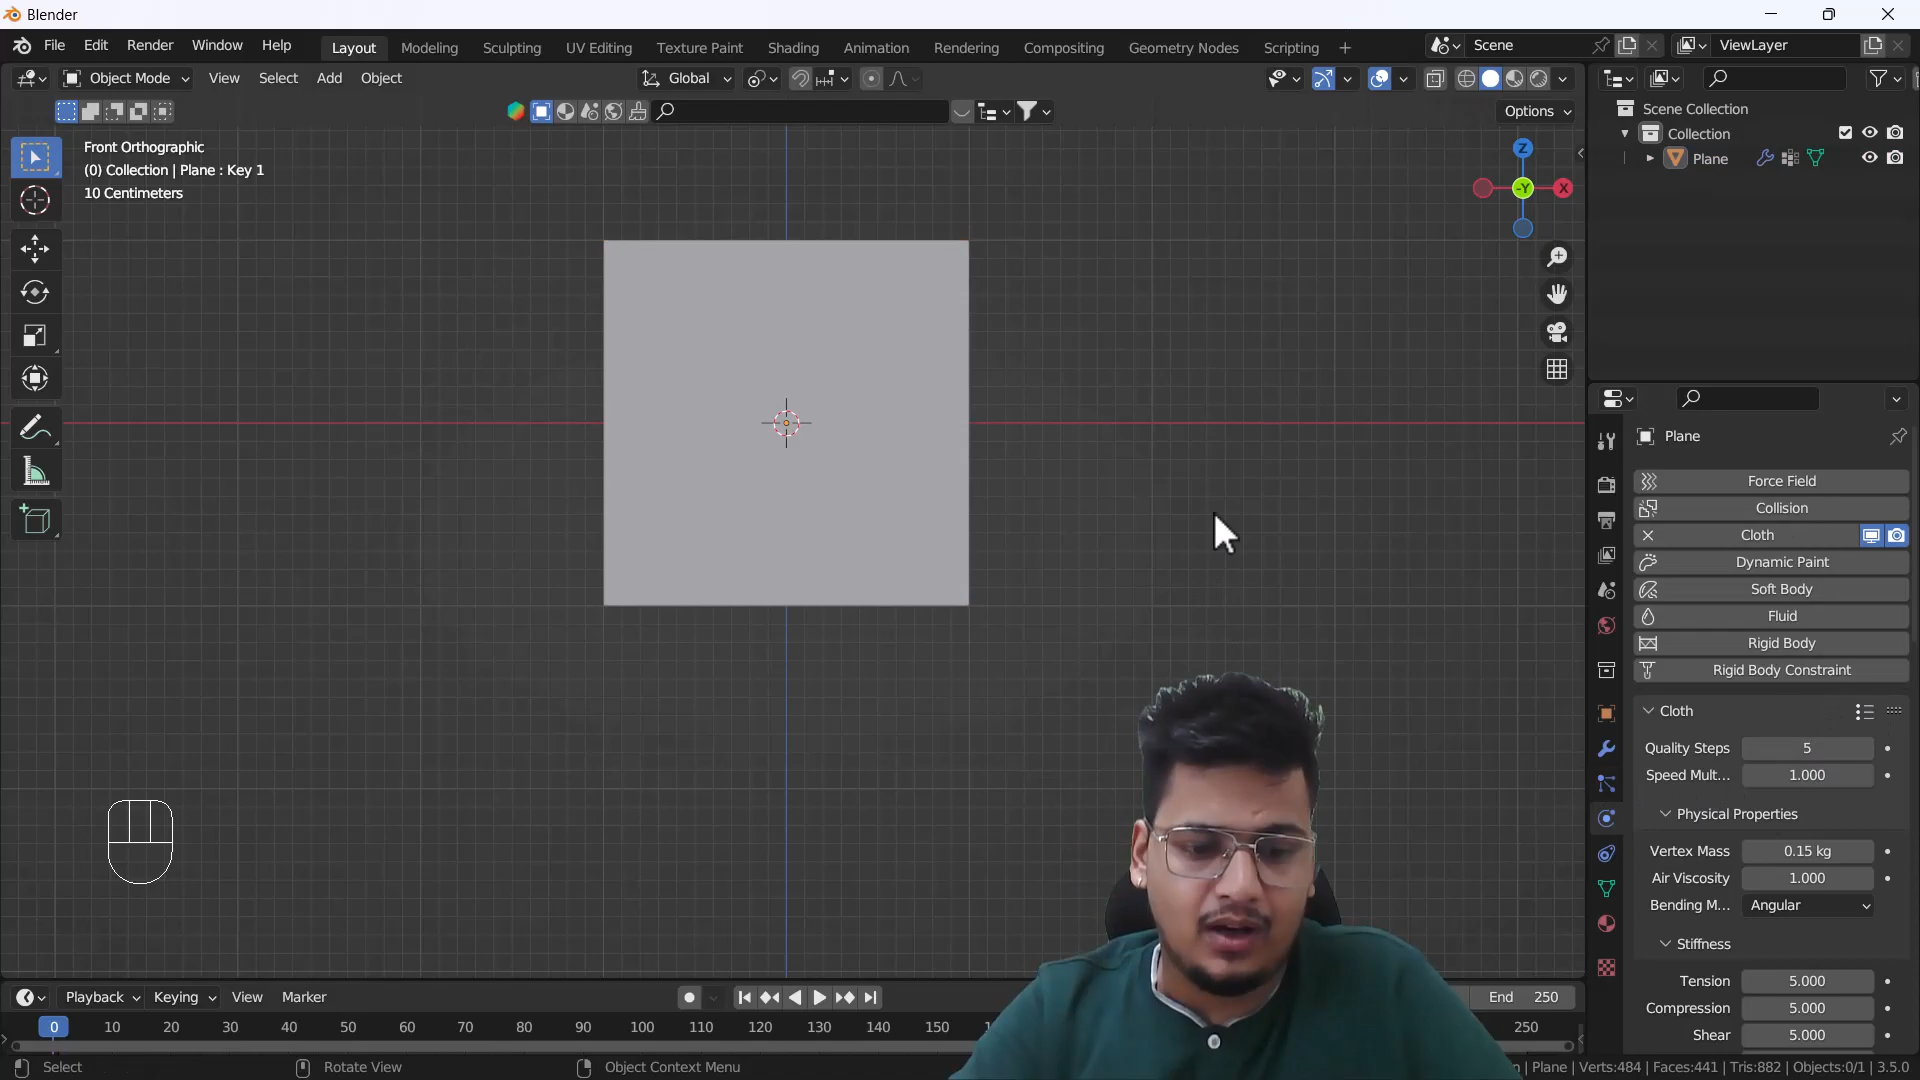 Blender
File Edit Render Window Help Layout Modeling Sculpting UV Editing Texture Paint Shading Animation Rendering Compositing Geometry Nodes Scripting Scene ViewLayer
Object Mode View Select Add Object Global
Options
Front Orthographic
(0) Collection | Plane : Key 1
10 Centimeters
Z
-Y
X
Scene Collection
Collection
Plane
Plane
Force Field
Collision
Cloth
Dynamic Paint
Soft Body
Fluid
Rigid Body
Rigid Body Constraint
Cloth
Quality Steps 5
Speed Mult... 1.000
Physical Properties
Vertex Mass 0.15 kg
Air Viscosity 1.000
Bending M... Angular
Stiffness
Tension 5.000
Compression 5.000
Shear 5.000
Playback Keying View Marker End 250
0 10 20 30 40 50 60 70 80 90 100 110 120 130 140 150 250
Select Rotate View Object Context Menu | Plane | Verts:484 | Faces:441 | Tris:882 | Objects:0/1 | 3.5.0